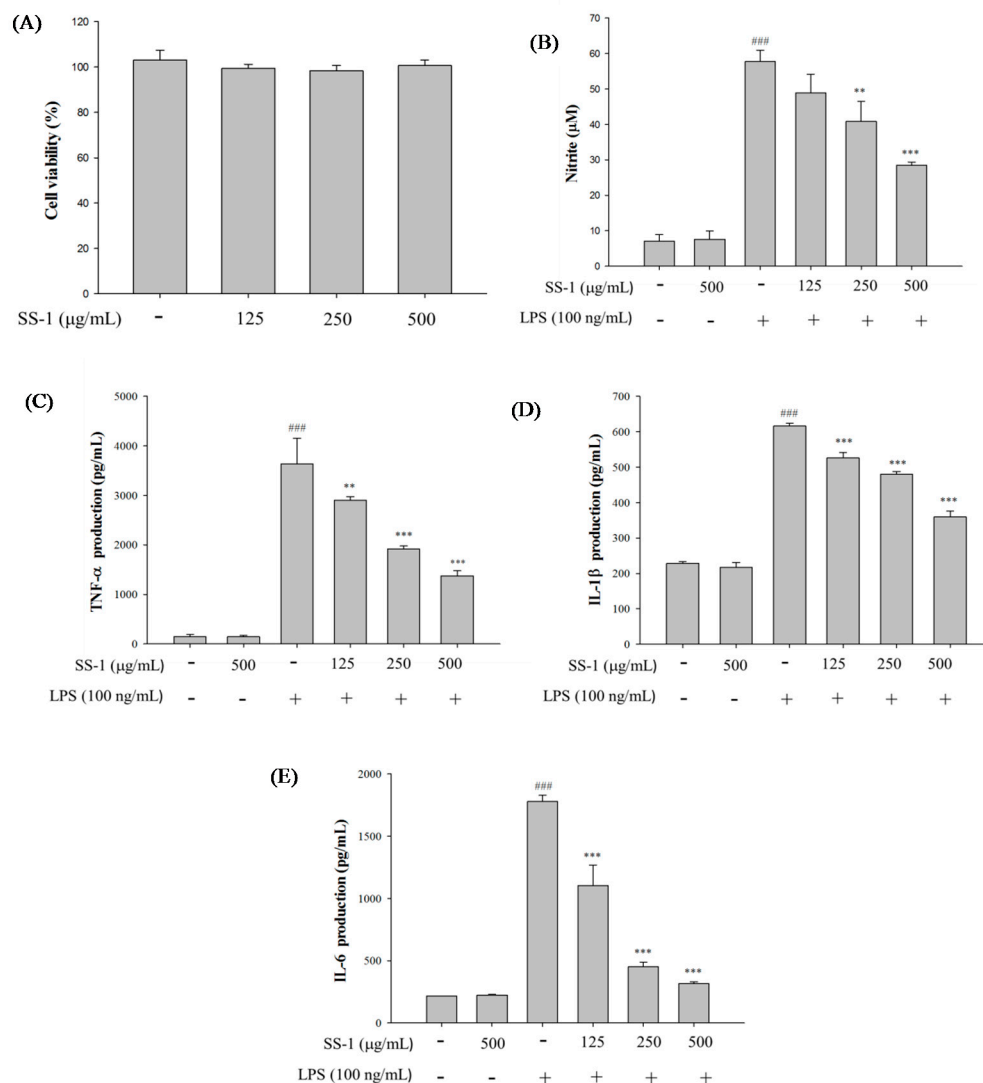 (A)
Cell viability (%)
120
100
80
60
40
20
0
SS-1 (μg/mL) - 125 250 500
(B)
Nitrite (μM)
70
60
50
40
30
20
10
0
###
**
***
SS-1 (μg/mL) - 500 - 125 250 500
LPS (100 ng/mL) - - + + + +
(C)
TNF-α production (pg/mL)
5000
4000
3000
2000
1000
0
###
**
***
***
SS-1 (μg/mL) - 500 - 125 250 500
LPS (100 ng/mL) - - + + + +
(D)
IL-1β production (pg/mL)
700
600
500
400
300
200
100
0
###
***
***
***
SS-1 (μg/mL) - 500 - 125 250 500
LPS (100 ng/mL) - - + + + +
(E)
IL-6 production (pg/mL)
2000
1500
1000
500
0
###
***
***
***
SS-1 (μg/mL) - 500 - 125 250 500
LPS (100 ng/mL) - - + + + +